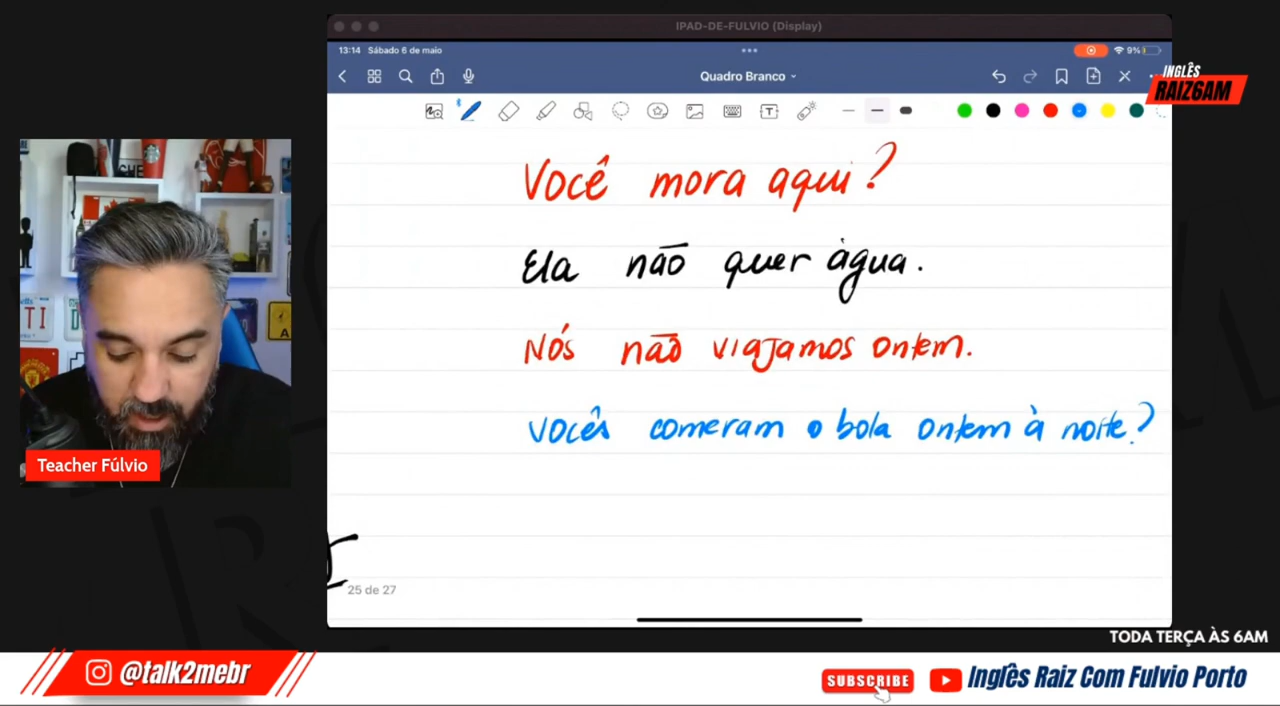 IPAD-DE-FULVIO (Display)
13:14 Sábado 6 de maio
9%
Quadro Branco
INGLÊS
RAIZ6AM
Você mora aqui?
Ela não quer água.
Nós não viajamos ontem.
Vocês comeram o bola ontem à noite?
Teacher Fúlvio
25 de 27
TODA TERÇA ÀS 6AM
@talk2mebr
SUBSCRIBE
Inglês Raiz Com Fulvio Porto